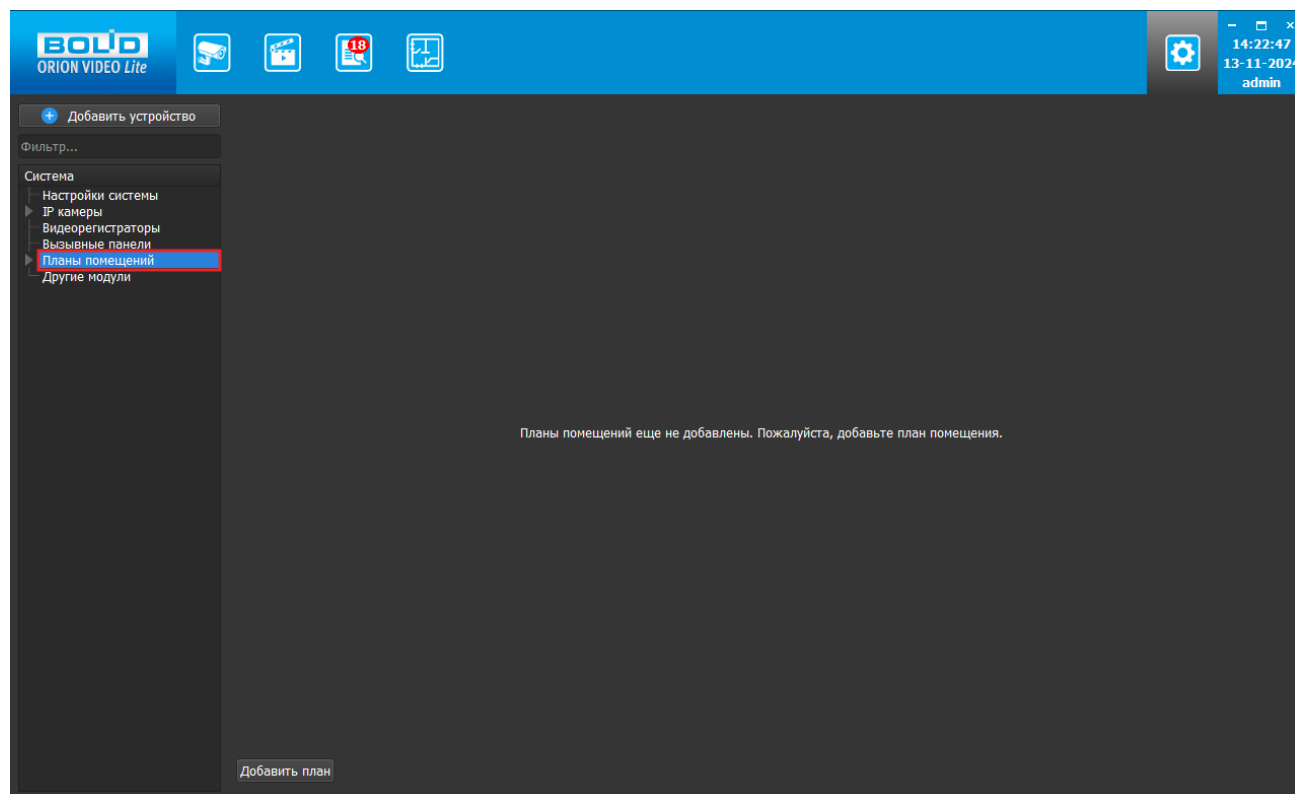 BOLID
ORION VIDEO Lite
18
14:22:47
13-11-202
admin
Добавить устройство
Фильтр...
Система
Настройки системы
IP камеры
Видеорегистраторы
Вызывные панели
Планы помещений
Другие модули
Планы помещений еще не добавлены. Пожалуйста, добавьте план помещения.
Добавить план